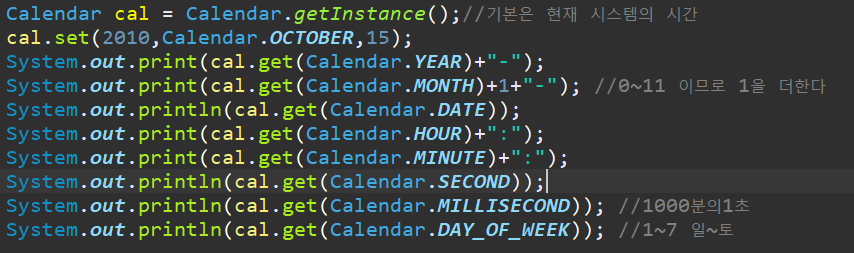 Calendar cal = Calendar.getInstance();//기본은 현재 시스템의 시간
cal.set(2010,Calendar.OCTOBER,15);
System.out.print(cal.get(Calendar.YEAR)+"-");
System.out.print(cal.get(Calendar.MONTH)+1+"-"); //0~11 이므로 1을 더한다
System.out.println(cal.get(Calendar.DATE));
System.out.print(cal.get(Calendar.HOUR)+":");
System.out.print(cal.get(Calendar.MINUTE)+":");
System.out.println(cal.get(Calendar.SECOND));
System.out.println(cal.get(Calendar.MILLISECOND)); //1000분의1초
System.out.println(cal.get(Calendar.DAY_OF_WEEK)); //1~7 일~토